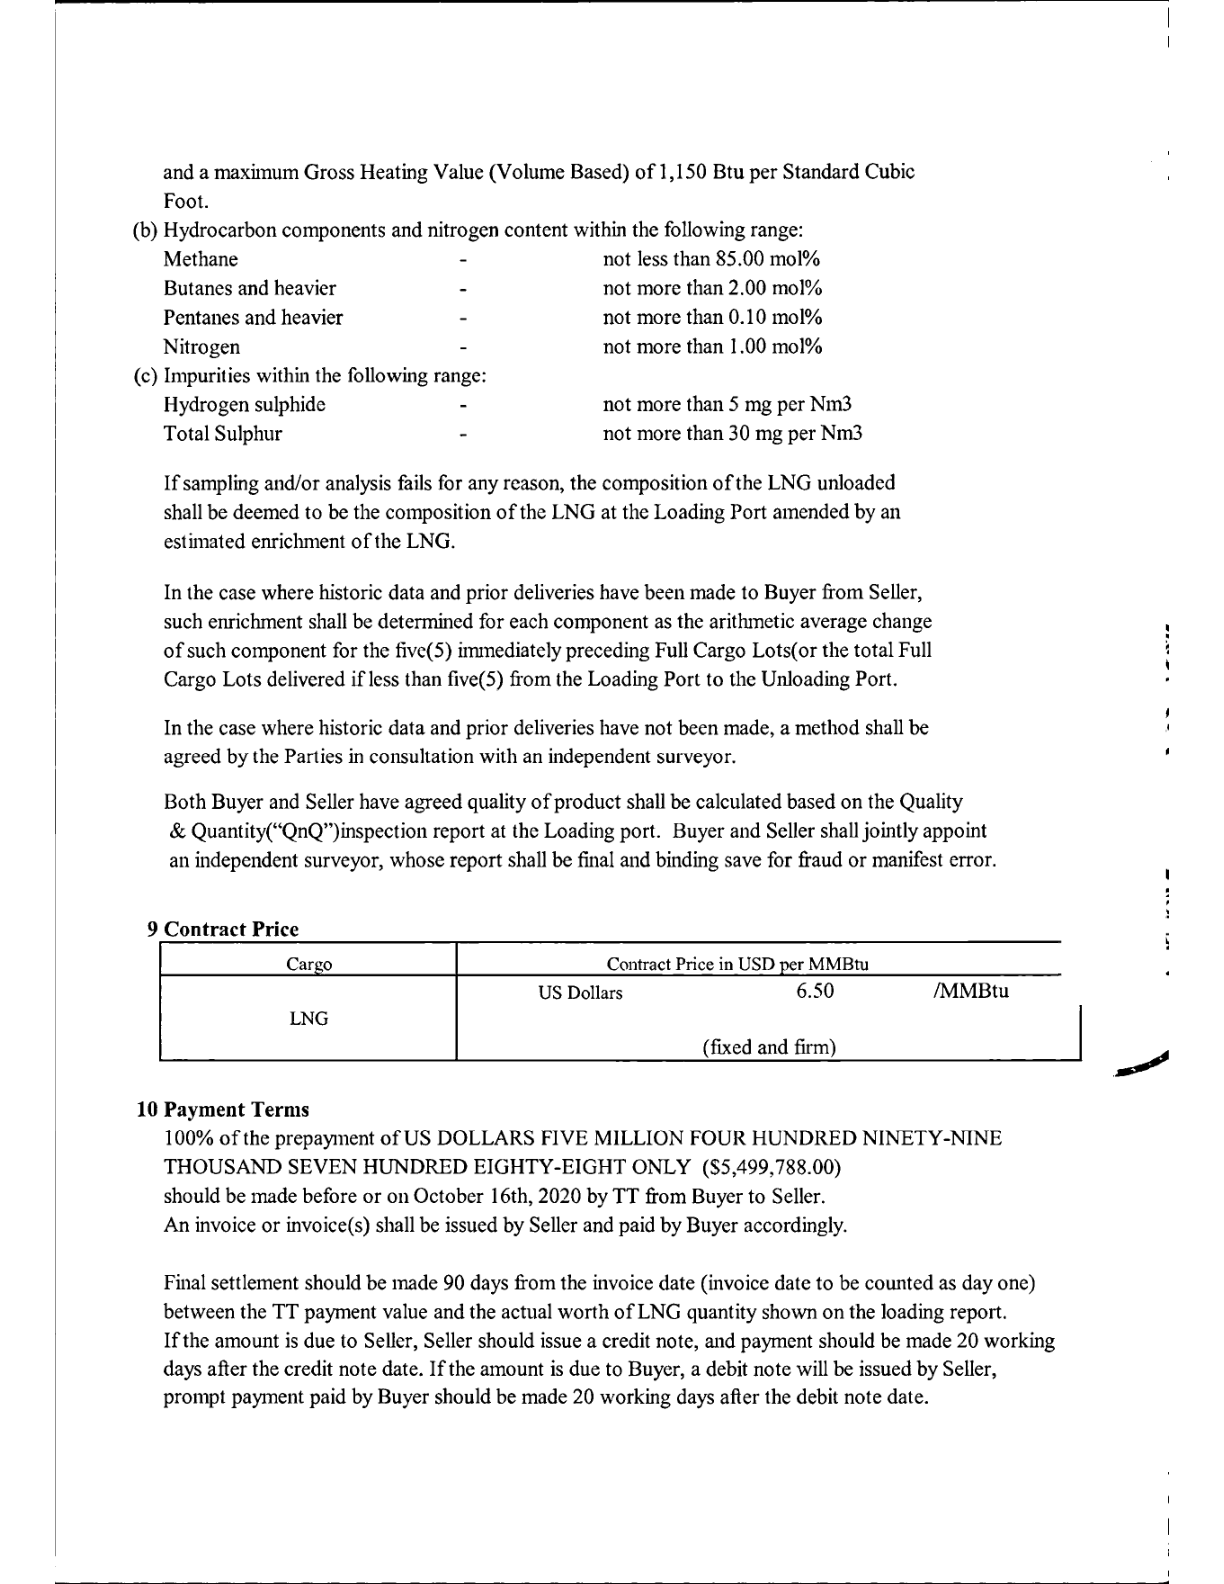 and a maximum Gross Heating Value (Volume Based) of 1,150 Btu per Standard Cubic
Foot.
(b) Hydrocarbon components and nitrogen content within the following range:
Methane - not less than 85.00 mol%
Butanes and heavier - not more than 2.00 mol%
Pentanes and heavier - not more than 0.10 mol%
Nitrogen - not more than 1.00 mol%
(c) Impurities within the following range:
Hydrogen sulphide - not more than 5 mg per Nm3
Total Sulphur - not more than 30 mg per Nm3
If sampling and/or analysis fails for any reason, the composition of the LNG unloaded
shall be deemed to be the composition of the LNG at the Loading Port amended by an
estimated enrichment of the LNG.
In the case where historic data and prior deliveries have been made to Buyer from Seller,
such enrichment shall be determined for each component as the arithmetic average change
of such component for the five(5) immediately preceding Full Cargo Lots(or the total Full
Cargo Lots delivered if less than five(5) from the Loading Port to the Unloading Port.
In the case where historic data and prior deliveries have not been made, a method shall be
agreed by the Parties in consultation with an independent surveyor.
Both Buyer and Seller have agreed quality of product shall be calculated based on the Quality
& Quantity(“QnQ”)inspection report at the Loading port. Buyer and Seller shall jointly appoint
an independent surveyor, whose report shall be final and binding save for fraud or manifest error.
9 Contract Price
Cargo Contract Price in USD per MMBtu
US Dollars 6.50 /MMBtu
LNG
(fixed and firm)
10 Payment Terms
100% of the prepayment of US DOLLARS FIVE MILLION FOUR HUNDRED NINETY-NINE
THOUSAND SEVEN HUNDRED EIGHTY-EIGHT ONLY ($5,499,788.00)
should be made before or on October 16th, 2020 by TT from Buyer to Seller.
An invoice or invoice(s) shall be issued by Seller and paid by Buyer accordingly.
Final settlement should be made 90 days from the invoice date (invoice date to be counted as day one)
between the TT payment value and the actual worth of LNG quantity shown on the loading report.
If the amount is due to Seller, Seller should issue a credit note, and payment should be made 20 working
days after the credit note date. If the amount is due to Buyer, a debit note will be issued by Seller,
prompt payment paid by Buyer should be made 20 working days after the debit note date.